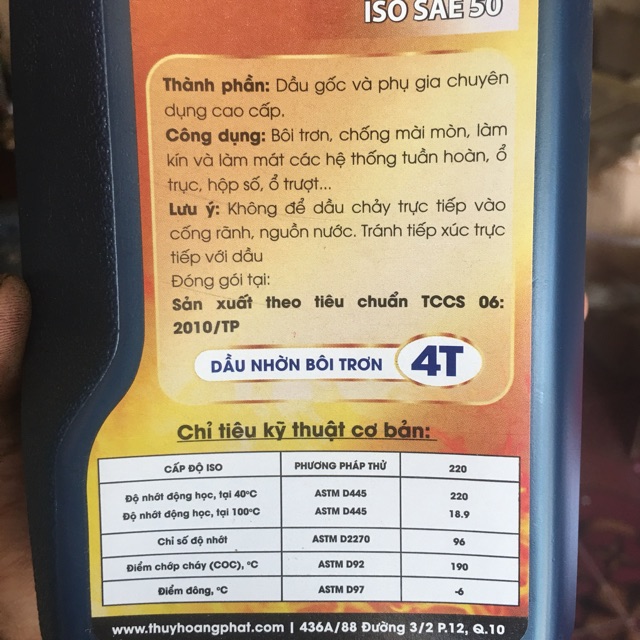 ISO SAE 50
Thành phần: Dầu gốc và phụ gia chuyên
dụng cao cấp.
Công dụng: Bôi trơn, chống mài mòn, làm
kín và làm mát các hệ thống tuần hoàn, ổ
trục, hộp số, ổ trượt...
Lưu ý: Không để dầu chảy trực tiếp vào
cống rãnh, nguồn nước. Tránh tiếp xúc trực
tiếp với dầu
Đóng gói tại:
Sản xuất theo tiêu chuẩn TCCS 06:
2010/TP
DẦU NHỜN BÔI TRƠN 4T
Chỉ tiêu kỹ thuật cơ bản:
CẤP ĐỘ ISO PHƯƠNG PHÁP THỬ 220
Độ nhớt động học, tại 40°C ASTM D445 220
Độ nhớt động học, tại 100°C ASTM D445 18.9
Chỉ số độ nhớt ASTM D2270 96
Điểm chớp cháy (COC), °C ASTM D92 190
Điểm đông, °C ASTM D97 -6
www.thuyhoangphat.com | 436A/88 Đường 3/2 P.12, Q.10